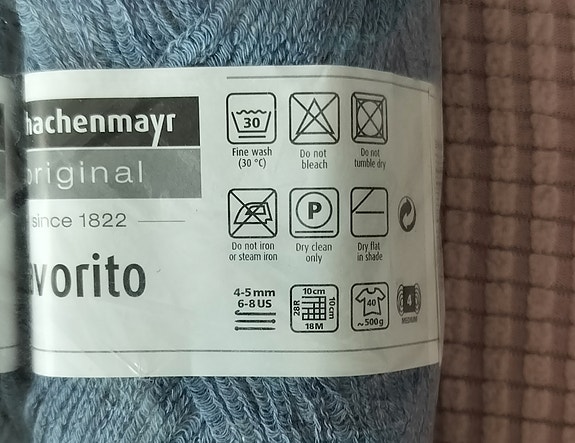 hachenmayr
original
since 1822
avorito
30
Fine wash
(30 °C)
Do not
bleach
Do not
tumble dry
Do not iron
or steam iron
P
Dry clean
only
Dry flat
in shade
4-5 mm
6-8 US
10cm
28R
10cm
18M
40
~500g
4
MEDIUM